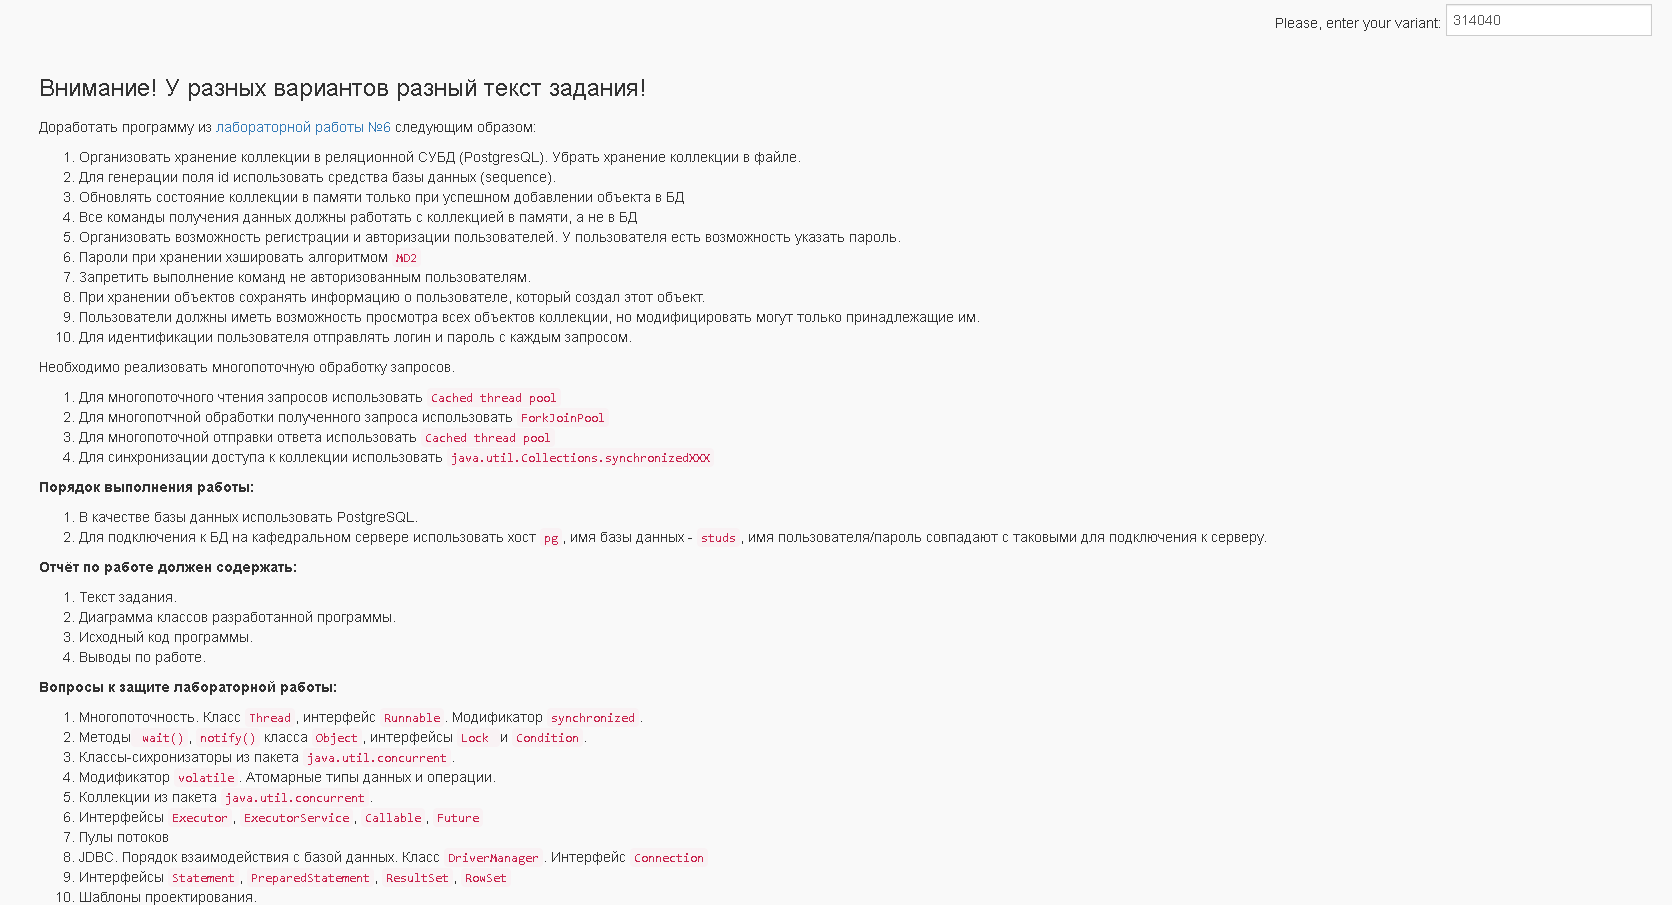 Please, enter your variant: 314040
Внимание! У разных вариантов разный текст задания!
Доработать программу из лабораторной работы №6 следующим образом:
1. Организовать хранение коллекции в реляционной СУБД (PostgresQL). Убрать хранение коллекции в файле.
2. Для генерации поля id использовать средства базы данных (sequence).
3. Обновлять состояние коллекции в памяти только при успешном добавлении объекта в БД
4. Все команды получения данных должны работать с коллекцией в памяти, а не в БД
5. Организовать возможность регистрации и авторизации пользователей. У пользователя есть возможность указать пароль.
6. Пароли при хранении хэшировать алгоритмом MD2
7. Запретить выполнение команд не авторизованным пользователям.
8. При хранении объектов сохранять информацию о пользователе, который создал этот объект.
9. Пользователи должны иметь возможность просмотра всех объектов коллекции, но модифицировать могут только принадлежащие им.
10. Для идентификации пользователя отправлять логин и пароль с каждым запросом.
Необходимо реализовать многопоточную обработку запросов.
1. Для многопоточного чтения запросов использовать Cached thread pool
2. Для многопотчной обработки полученного запроса использовать ForkJoinPool
3. Для многопоточной отправки ответа использовать Cached thread pool
4. Для синхронизации доступа к коллекции использовать java.util.Collections.synchronizedXXX
Порядок выполнения работы:
1. В качестве базы данных использовать PostgreSQL.
2. Для подключения к БД на кафедральном сервере использовать хост pg, имя базы данных - studs, имя пользователя/пароль совпадают с таковыми для подключения к серверу.
Отчёт по работе должен содержать:
1. Текст задания.
2. Диаграмма классов разработанной программы.
3. Исходный код программы.
4. Выводы по работе.
Вопросы к защите лабораторной работы:
1. Многопоточность. Класс Thread, интерфейс Runnable. Модификатор synchronized.
2. Методы wait(), notify() класса Object, интерфейсы Lock и Condition.
3. Классы-сихронизаторы из пакета java.util.concurrent.
4. Модификатор volatile. Атомарные типы данных и операции.
5. Коллекции из пакета java.util.concurrent.
6. Интерфейсы Executor, ExecutorService, Callable, Future
7. Пулы потоков
8. JDBC. Порядок взаимодействия с базой данных. Класс DriverManager. Интерфейс Connection
9. Интерфейсы Statement, PreparedStatement, ResultSet, RowSet
10. Шаблоны проектирования.